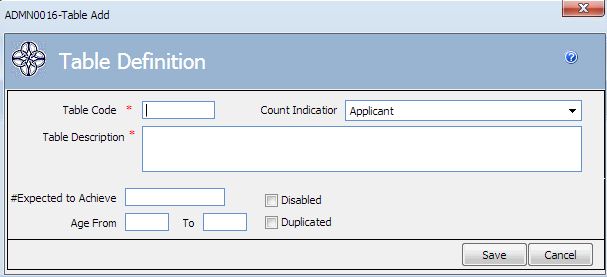 ADMN0016-Table Add
Table Definition
Table Code * Count Indicatior Applicant
Table Description *
#Expected to Achieve Disabled
Age From To Duplicated
Save Cancel